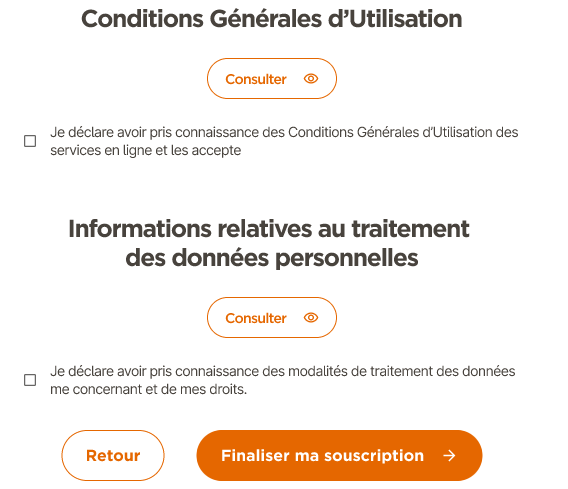 Conditions Générales d’Utilisation
Consulter
Je déclare avoir pris connaissance des Conditions Générales d’Utilisation des
services en ligne et les accepte
Informations relatives au traitement
des données personnelles
Consulter
Je déclare avoir pris connaissance des modalités de traitement des données
me concernant et de mes droits.
Retour
Finaliser ma souscription